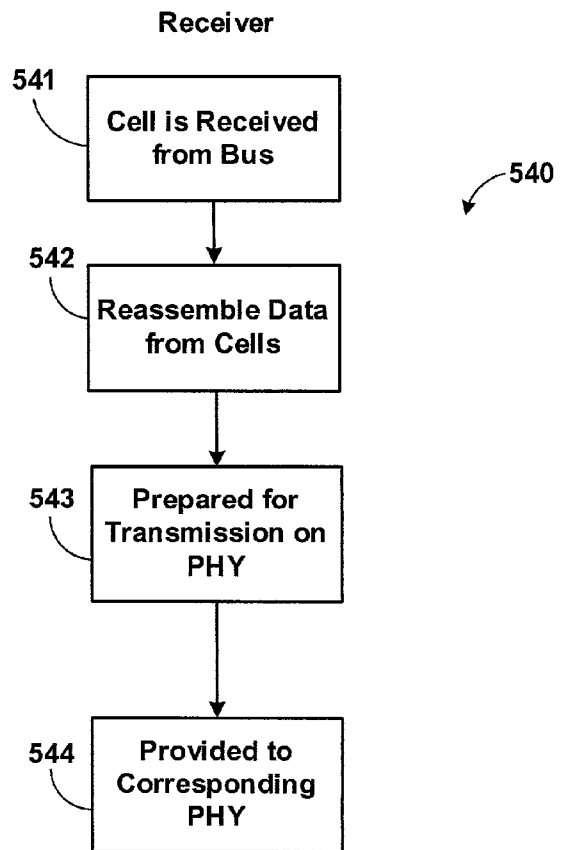 Receiver
541
Cell is Received
from Bus
540
542
Reassemble Data
from Cells
543
Prepared for
Transmission on
PHY
544
Provided to
Corresponding
PHY